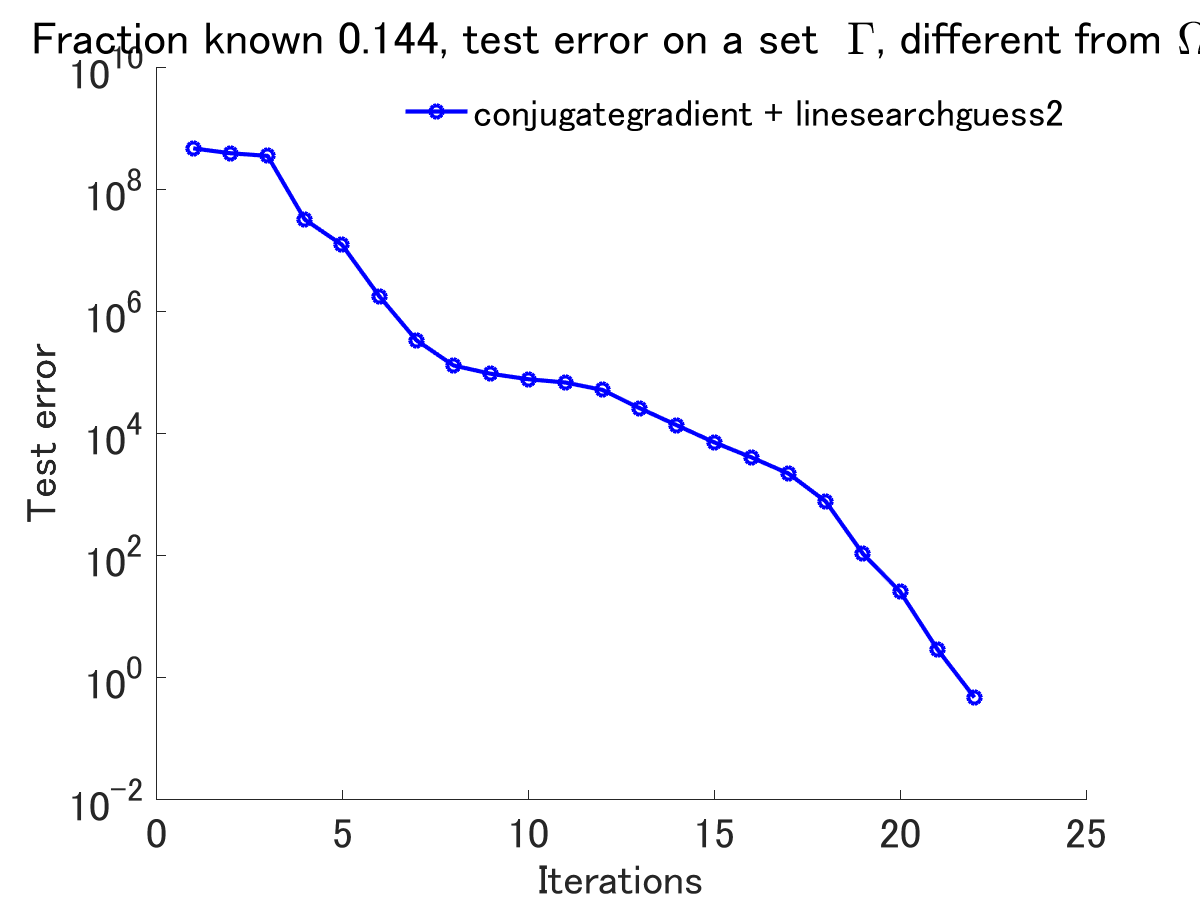 Fraction known 0.144, test error on a set Γ, different from Ω
10^10
conjugategradient + linesearchguess2
10^8
10^6
10^4
10^2
10^0
10^−2
Test error
0 5 10 15 20 25
Iterations